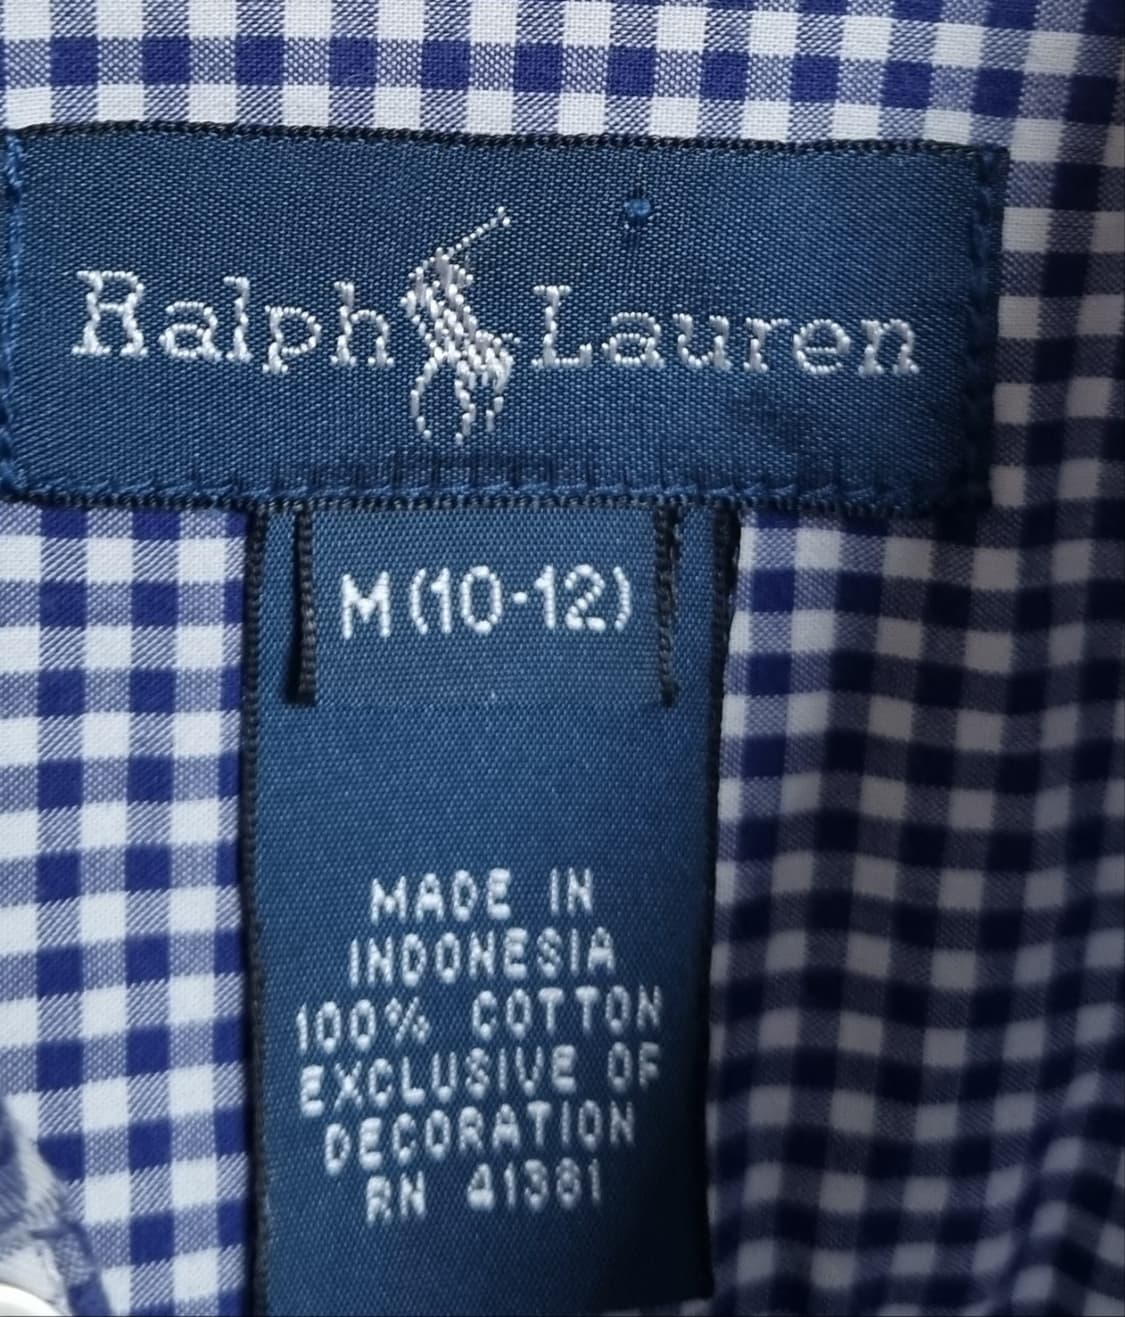 Ralph Lauren
M (10-12)
MADE IN
INDONESIA
100% COTTON
EXCLUSIVE OF
DECORATION
RN 41381